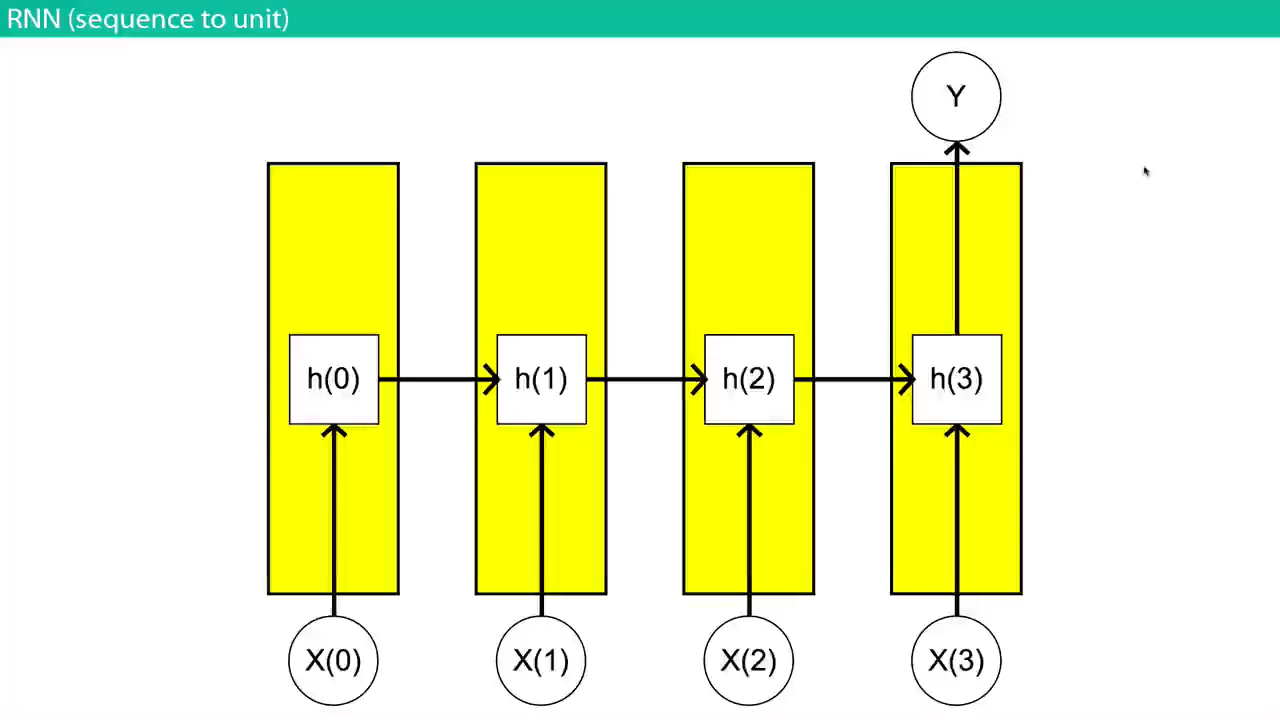 RNN (sequence to unit)
Y
h(0) h(1) h(2) h(3)
X(0) X(1) X(2) X(3)